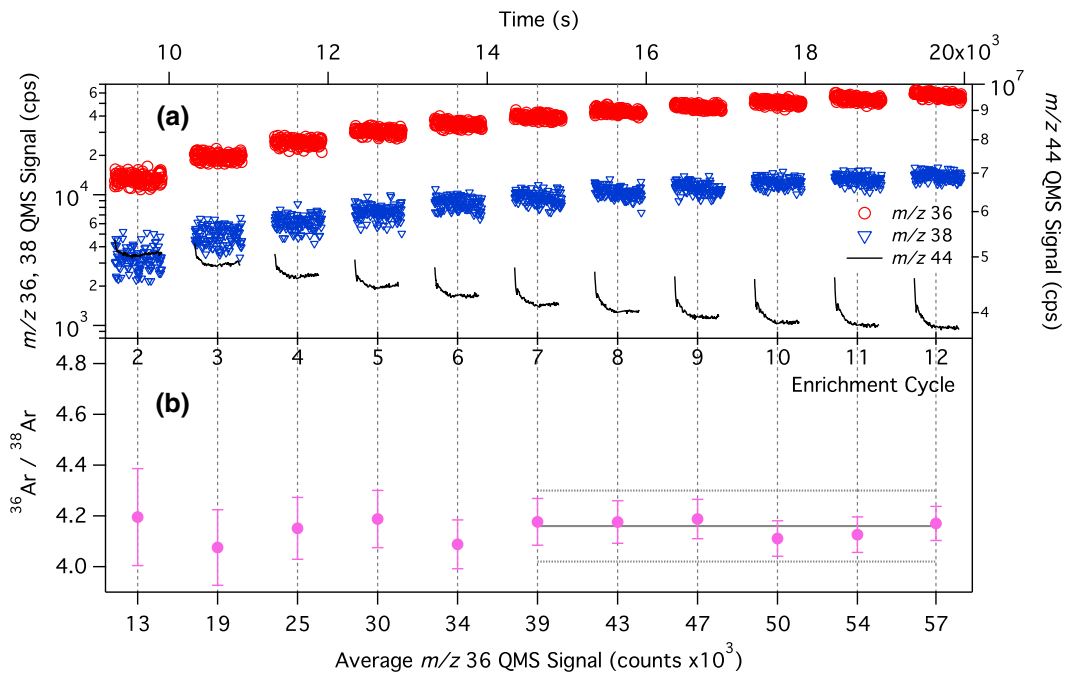 Time (s)
10 12 14 16 18 20x10³
m/z 36, 38 QMS Signal (cps)
6
4
2
10⁴
6
4
2
10³
(a)
10⁷
9
8
7
6
5
4
m/z 44 QMS Signal (cps)
m/z 36
m/z 38
m/z 44
2 3 4 5 6 7 8 9 10 11 12
Enrichment Cycle
(b)
³⁶Ar / ³⁸Ar
4.8
4.6
4.4
4.2
4.0
13 19 25 30 34 39 43 47 50 54 57
Average m/z 36 QMS Signal (counts x10³)